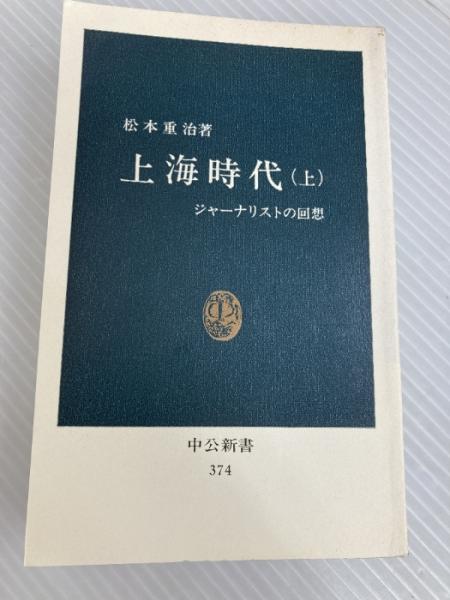 松本重治著
上海時代(上)
ジャーナリストの回想
中公新書
374